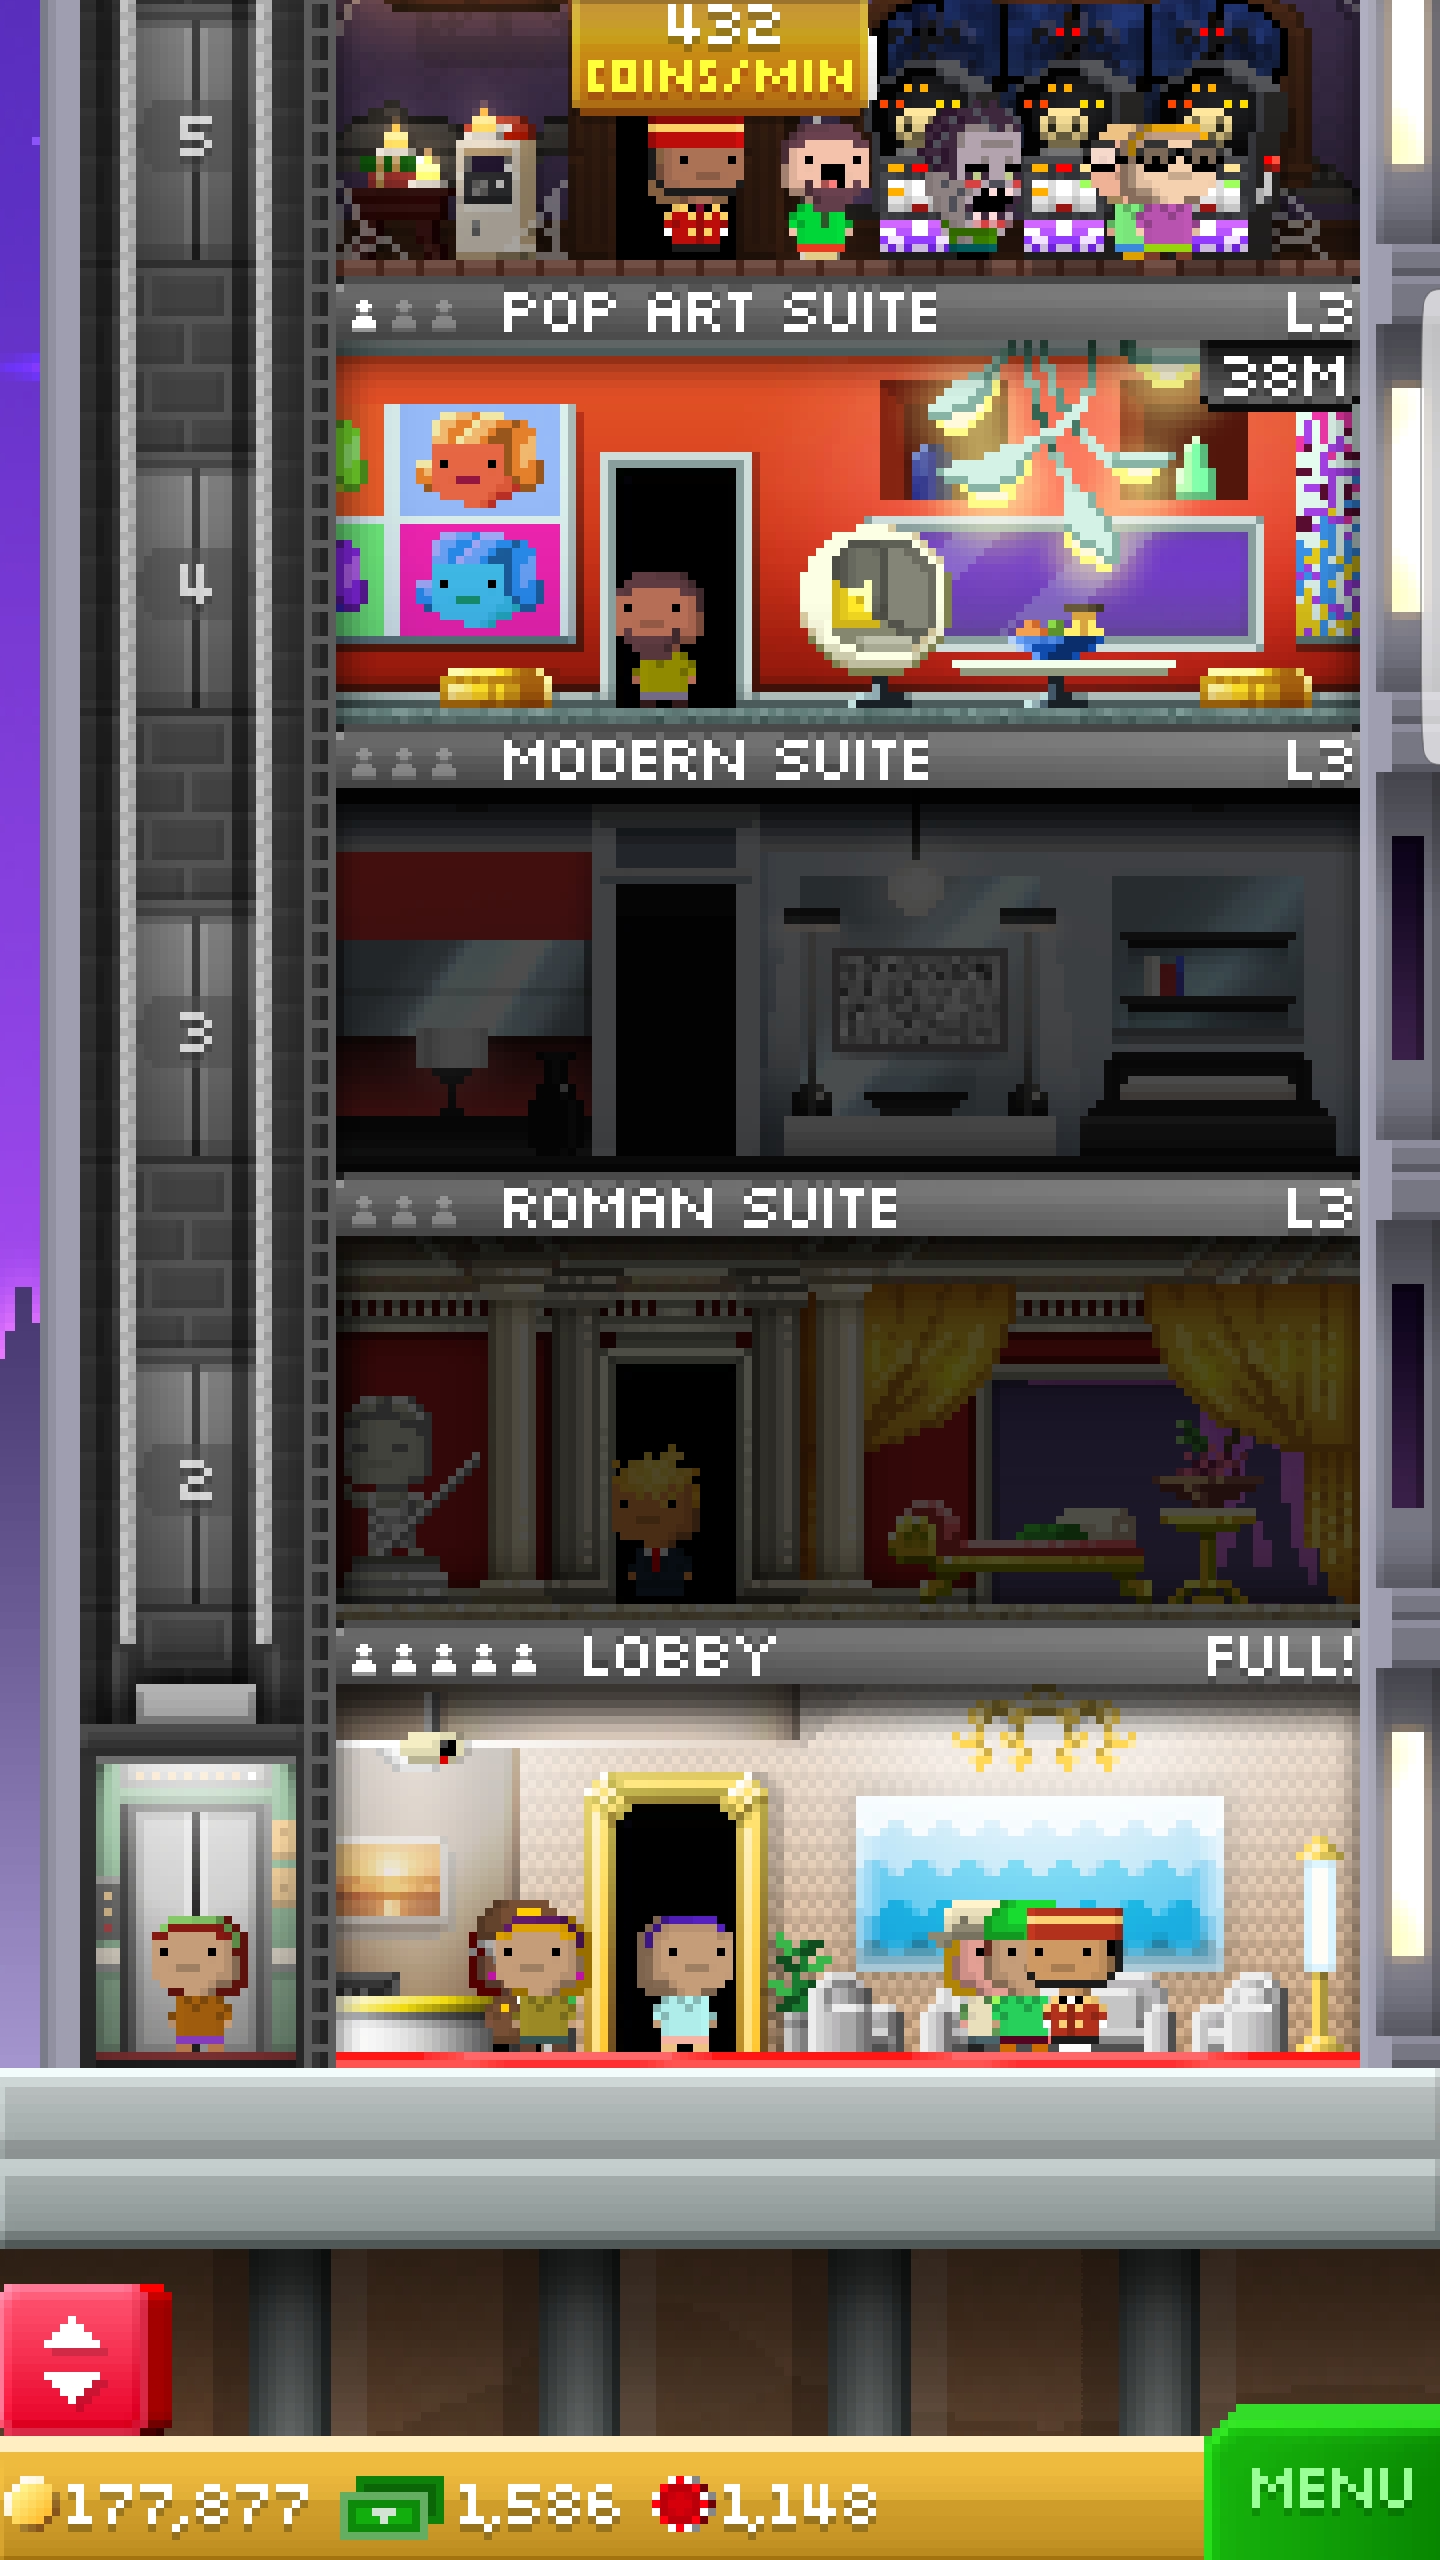 432
COINS/MIN
5
POP ART SUITE L3
38M
4
MODERN SUITE L3
3
ROMAN SUITE L3
2
LOBBY FULL!
177,877 1,586 1,148
MENU